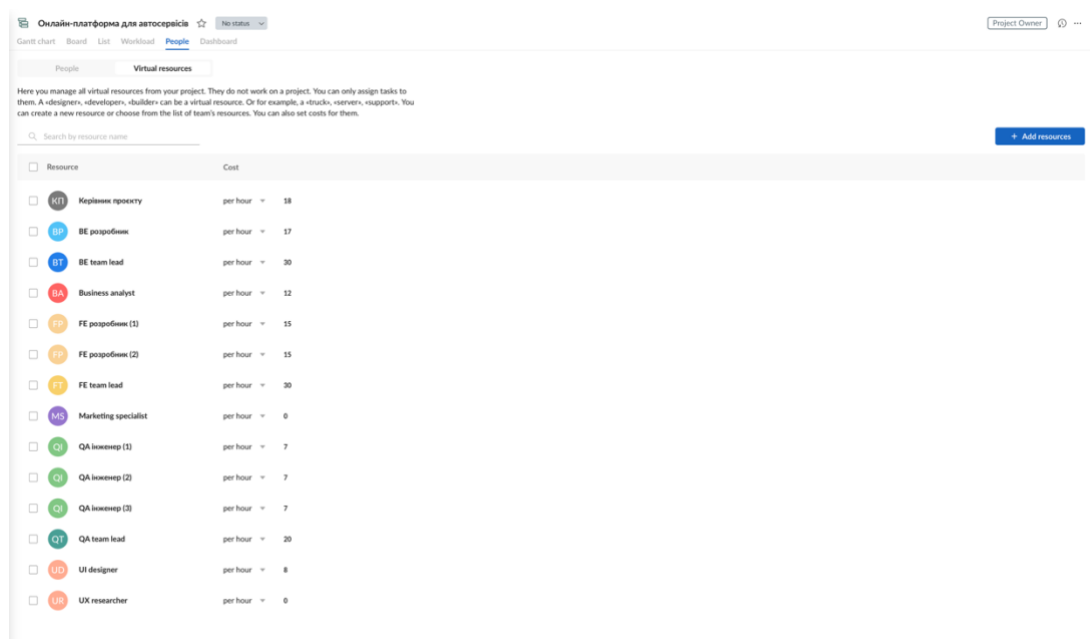 Онлайн-платформа для автосервісів No status Project Owner
Gantt chart Board List Workload People Dashboard
People Virtual resources
Here you manage all virtual resources from your project. They do not work on a project. You can only assign tasks to
them. A «designer», «developer», «builder» can be a virtual resource. Or for example, a «truck», «server», «support». You
can create a new resource or choose from the list of team's resources. You can also set costs for them.
Search by resource name + Add resources
Resource Cost
КП Керівник проєкту per hour 18
BP BE розробник per hour 17
BT BE team lead per hour 30
BA Business analyst per hour 12
FP FE розробник (1) per hour 15
FP FE розробник (2) per hour 15
FT FE team lead per hour 30
MS Marketing specialist per hour 0
QI QA інженер (1) per hour 7
QI QA інженер (2) per hour 7
QI QA інженер (3) per hour 7
QT QA team lead per hour 20
UD UI designer per hour 8
UR UX researcher per hour 0